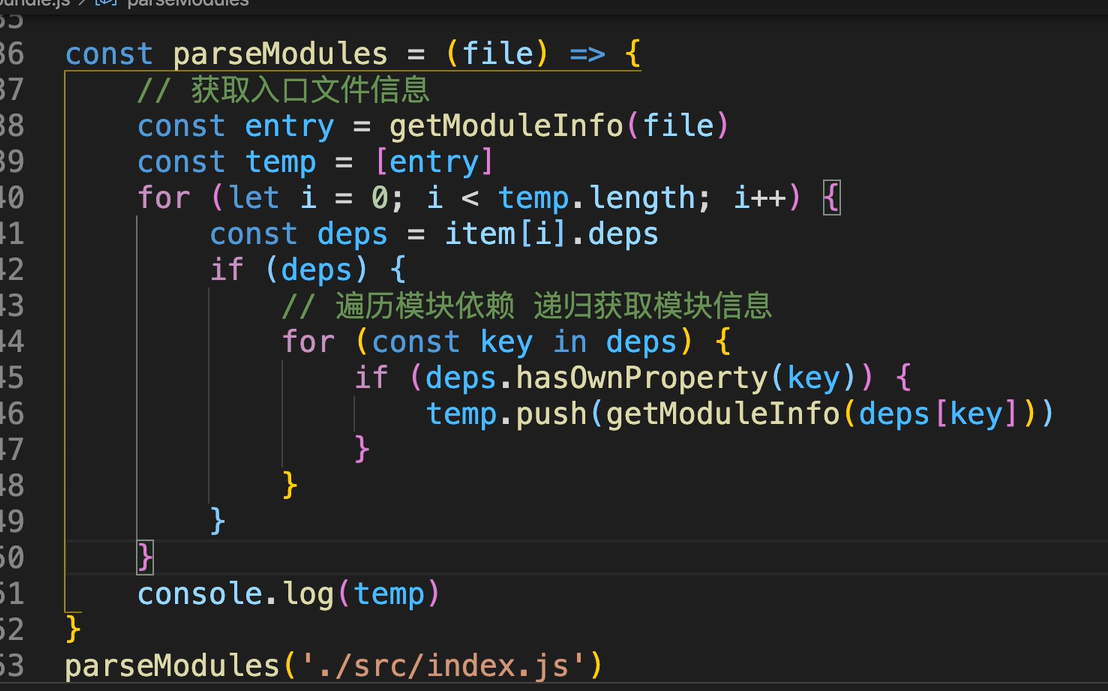 bundle.js > parseModules
35
36 const parseModules = (file) => {
37 // 获取入口文件信息
38 const entry = getModuleInfo(file)
39 const temp = [entry]
40 for (let i = 0; i < temp.length; i++) {
41 const deps = item[i].deps
42 if (deps) {
43 // 遍历模块依赖 递归获取模块信息
44 for (const key in deps) {
45 if (deps.hasOwnProperty(key)) {
46 temp.push(getModuleInfo(deps[key]))
47 }
48 }
49 }
50 }
51 console.log(temp)
52 }
53 parseModules('./src/index.js')